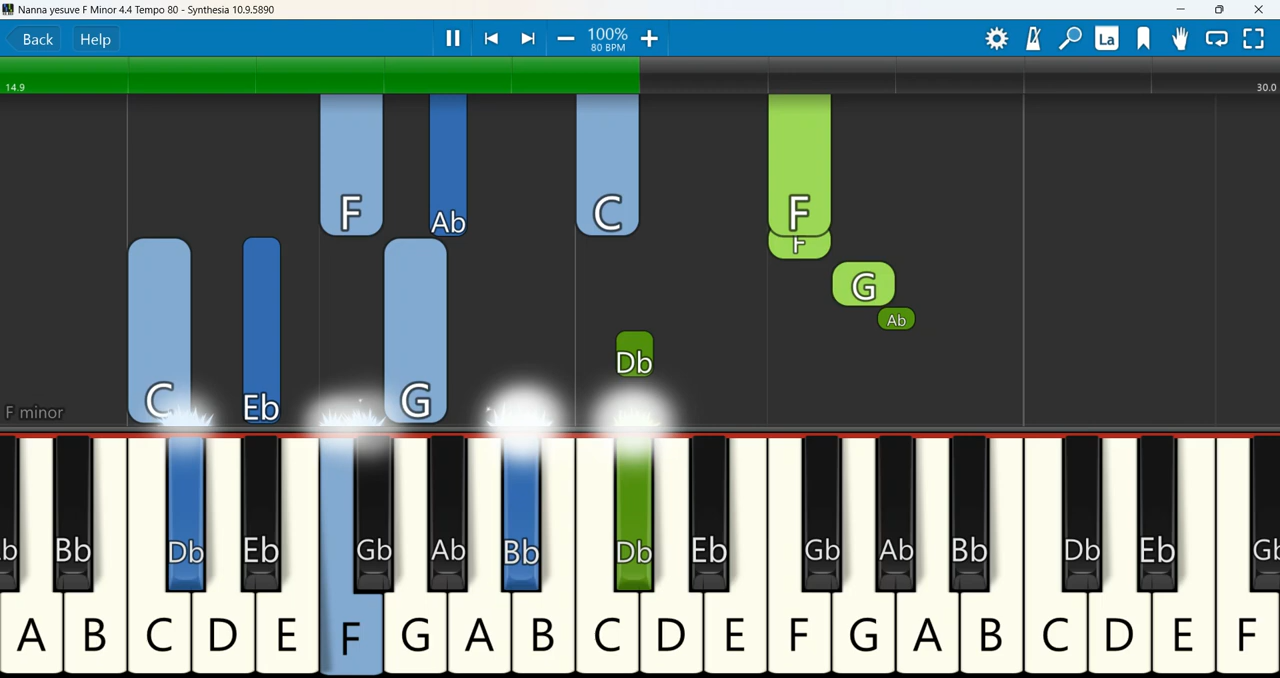 Nanna yesuve F Minor 4.4 Tempo 80 - Synthesia 10.9.5890
Back Help 100% La
80 BPM
14.9 30.0
F Ab C F
F
G
Ab
Db
C Eb G
F minor
Bb Db Eb Gb Ab Bb Db Eb Gb Ab Bb Db Eb
A B C D E F G A B C D E F G A B C D E F